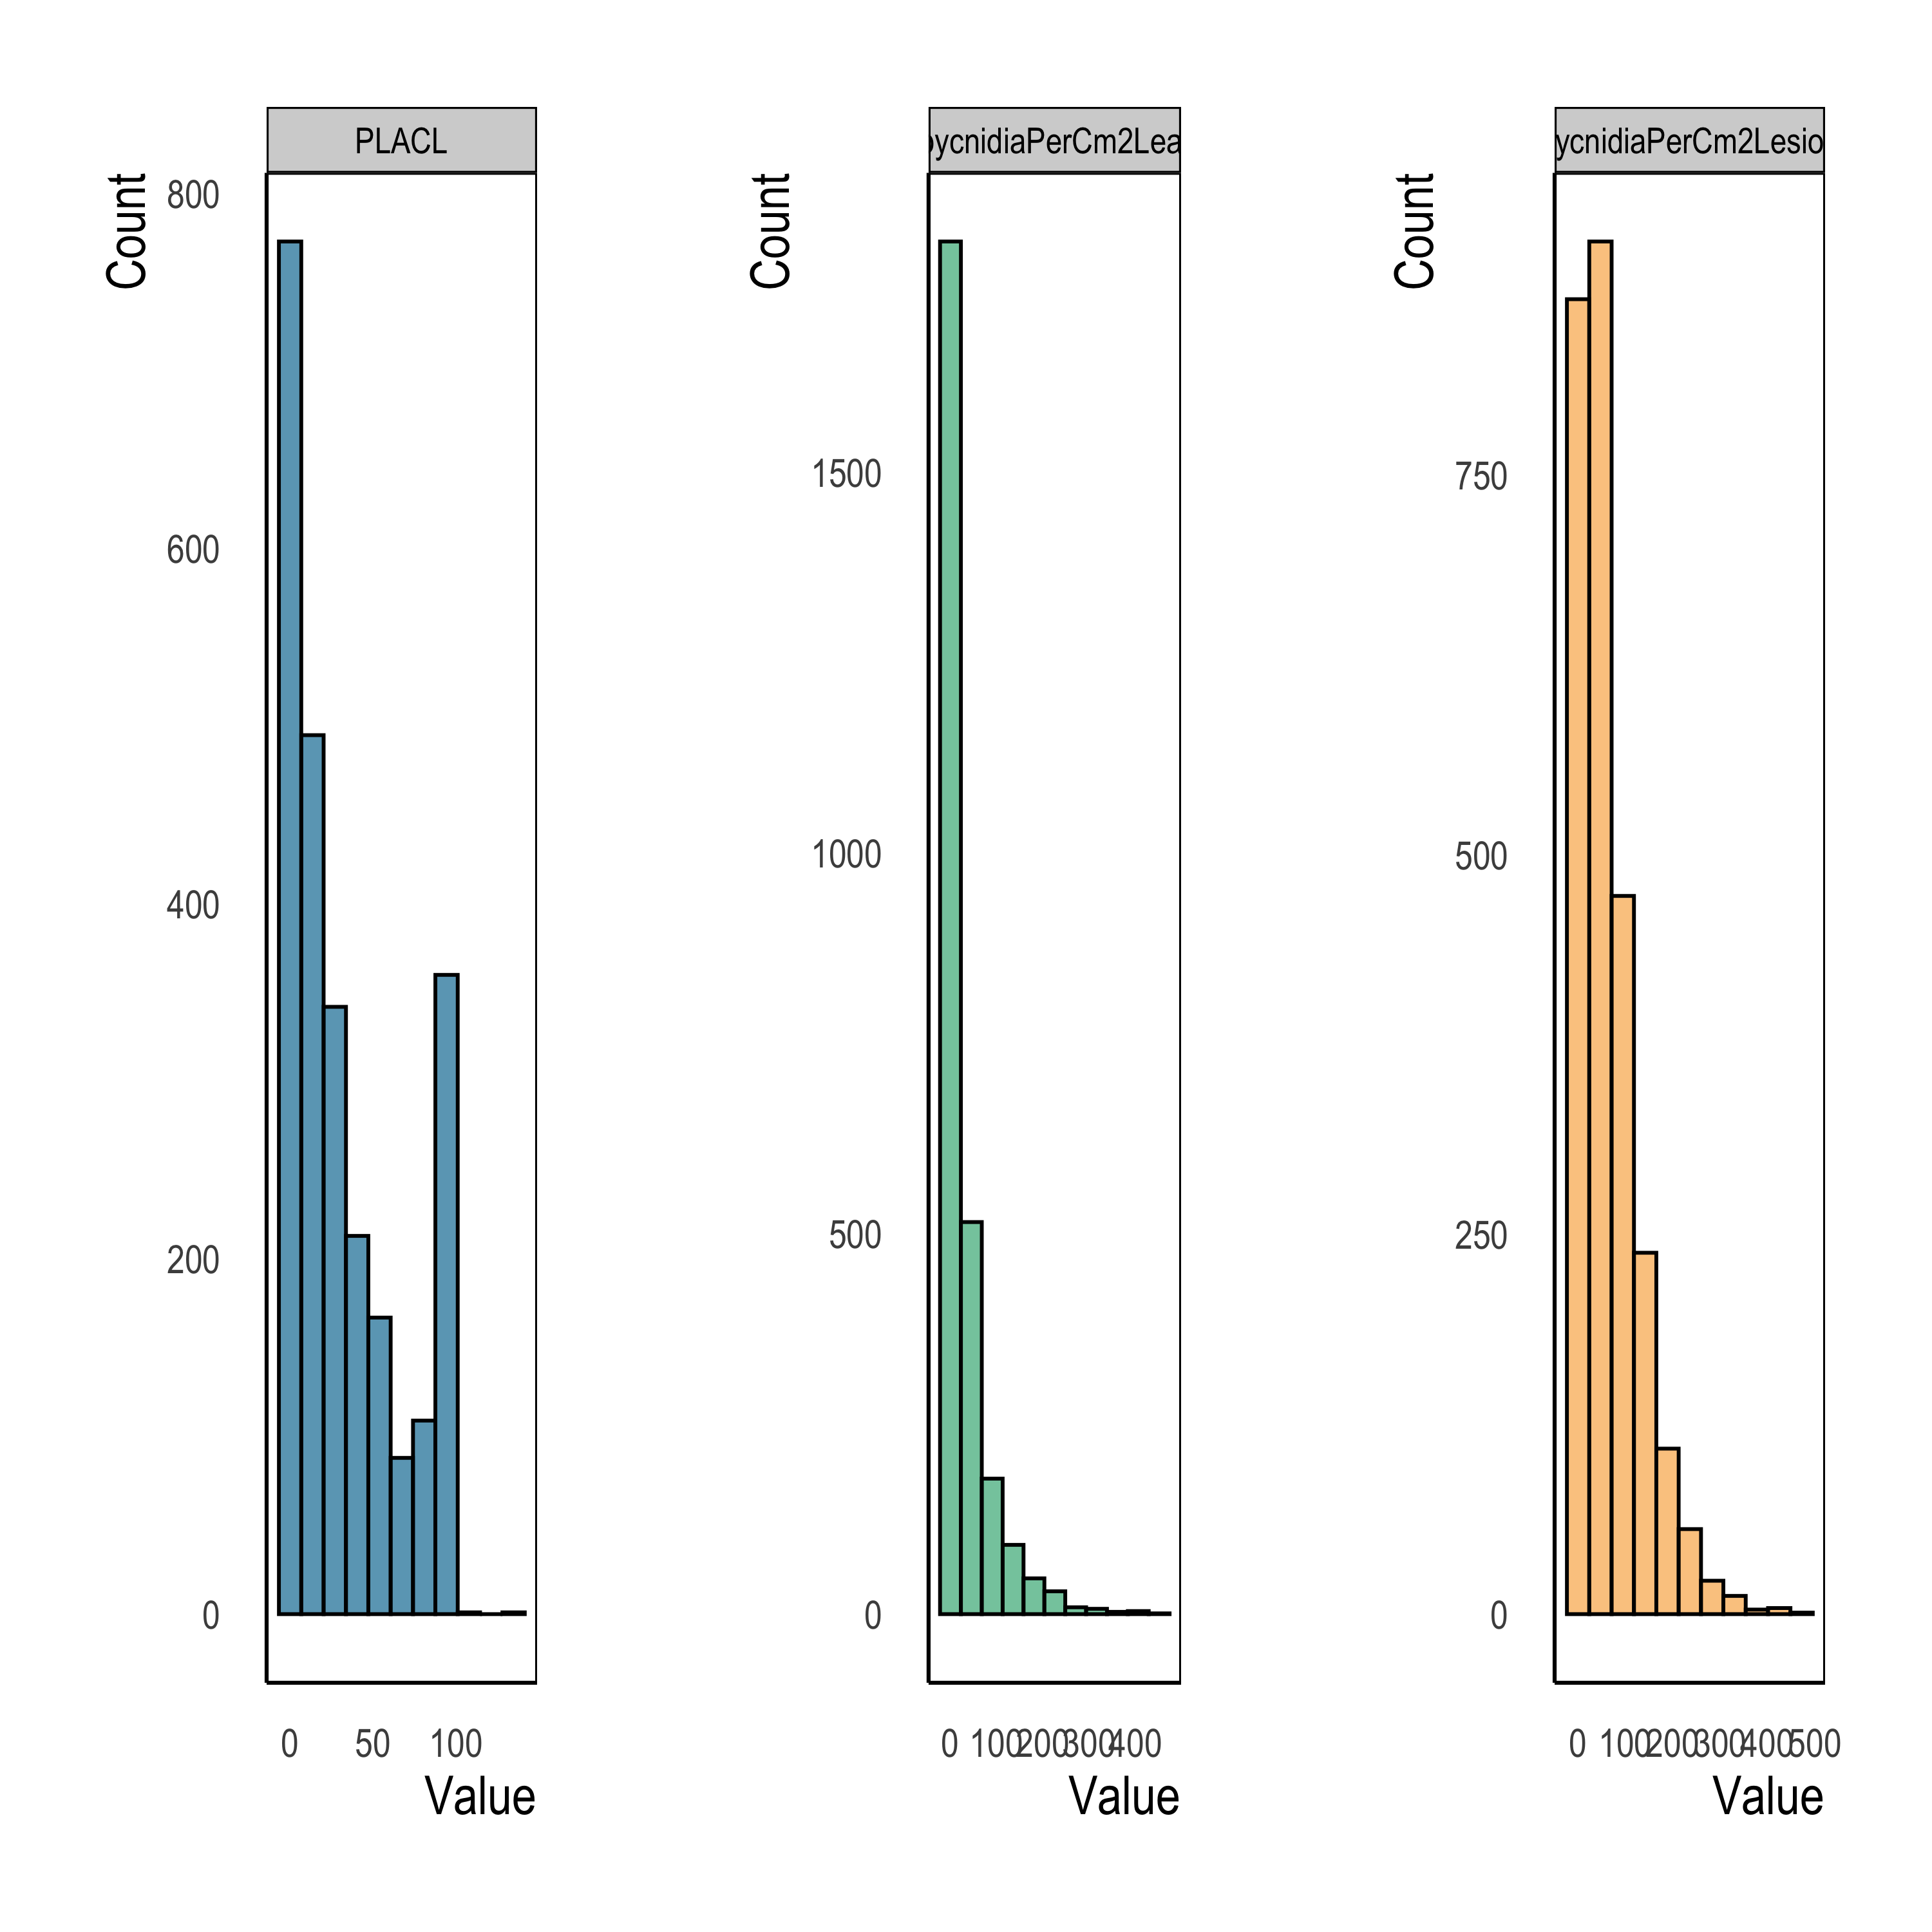 PLACL
Count
800
600
400
200
0
0 50 100
Value
ycnidiaPerCm2Lea
Count
1500
1000
500
0
0 100 200 300 400
Value
ycnidiaPerCm2Lesio
Count
750
500
250
0
0 100 200 300 400 500
Value